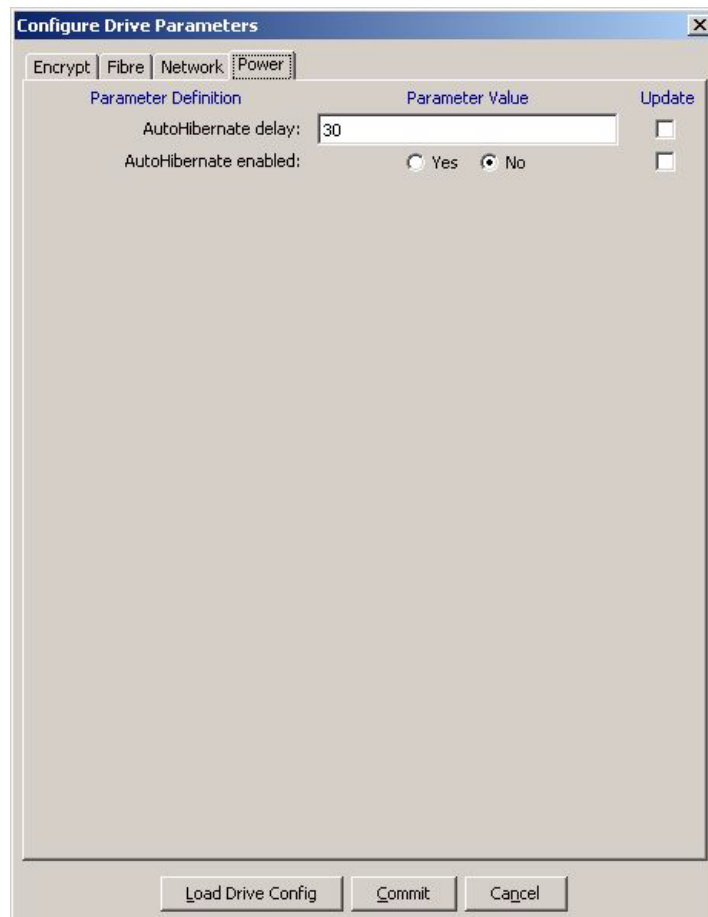 Configure Drive Parameters
Encrypt Fibre Network Power
Parameter Definition Parameter Value Update
AutoHibernate delay: 30
AutoHibernate enabled: Yes No
Load Drive Config Commit Cancel